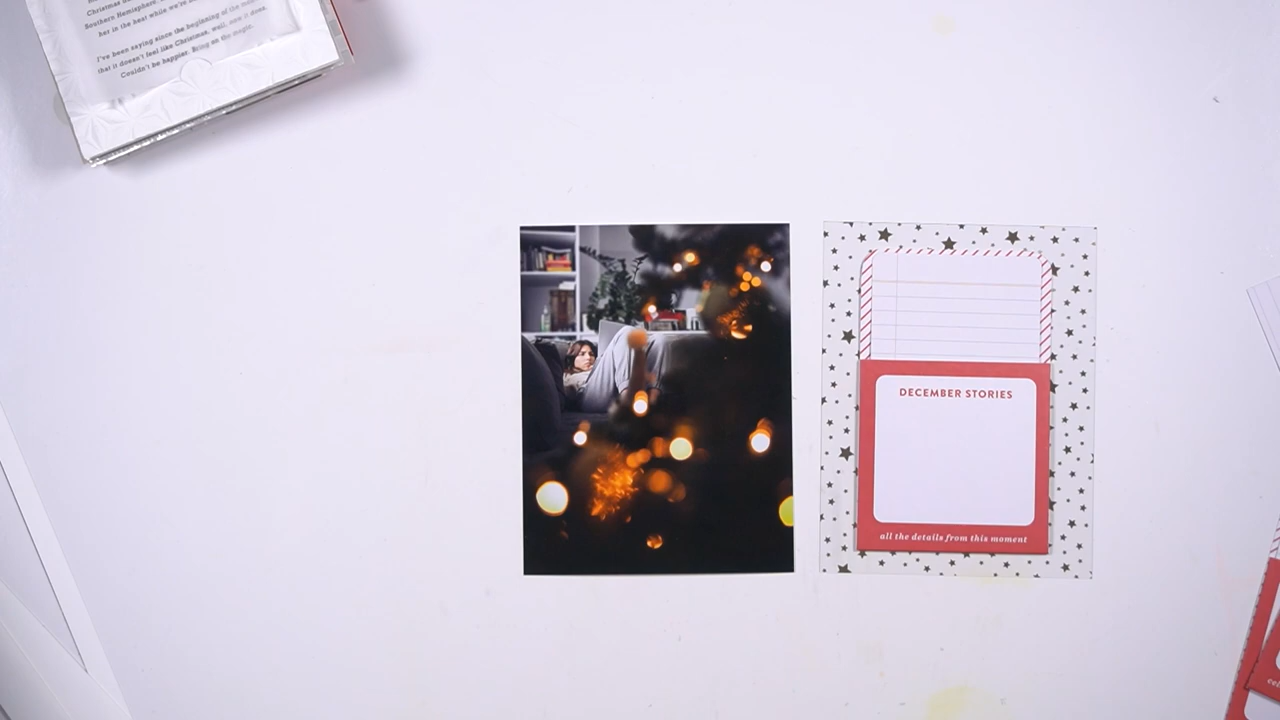 Christmas
Southern Hemisphere.
her in the heat while we're
I've been saying since the beginning of the
that it doesn't feel like Christmas, well, now it does.
Couldn't be happier. Bring on the magic.
DECEMBER STORIES
all the details from this moment